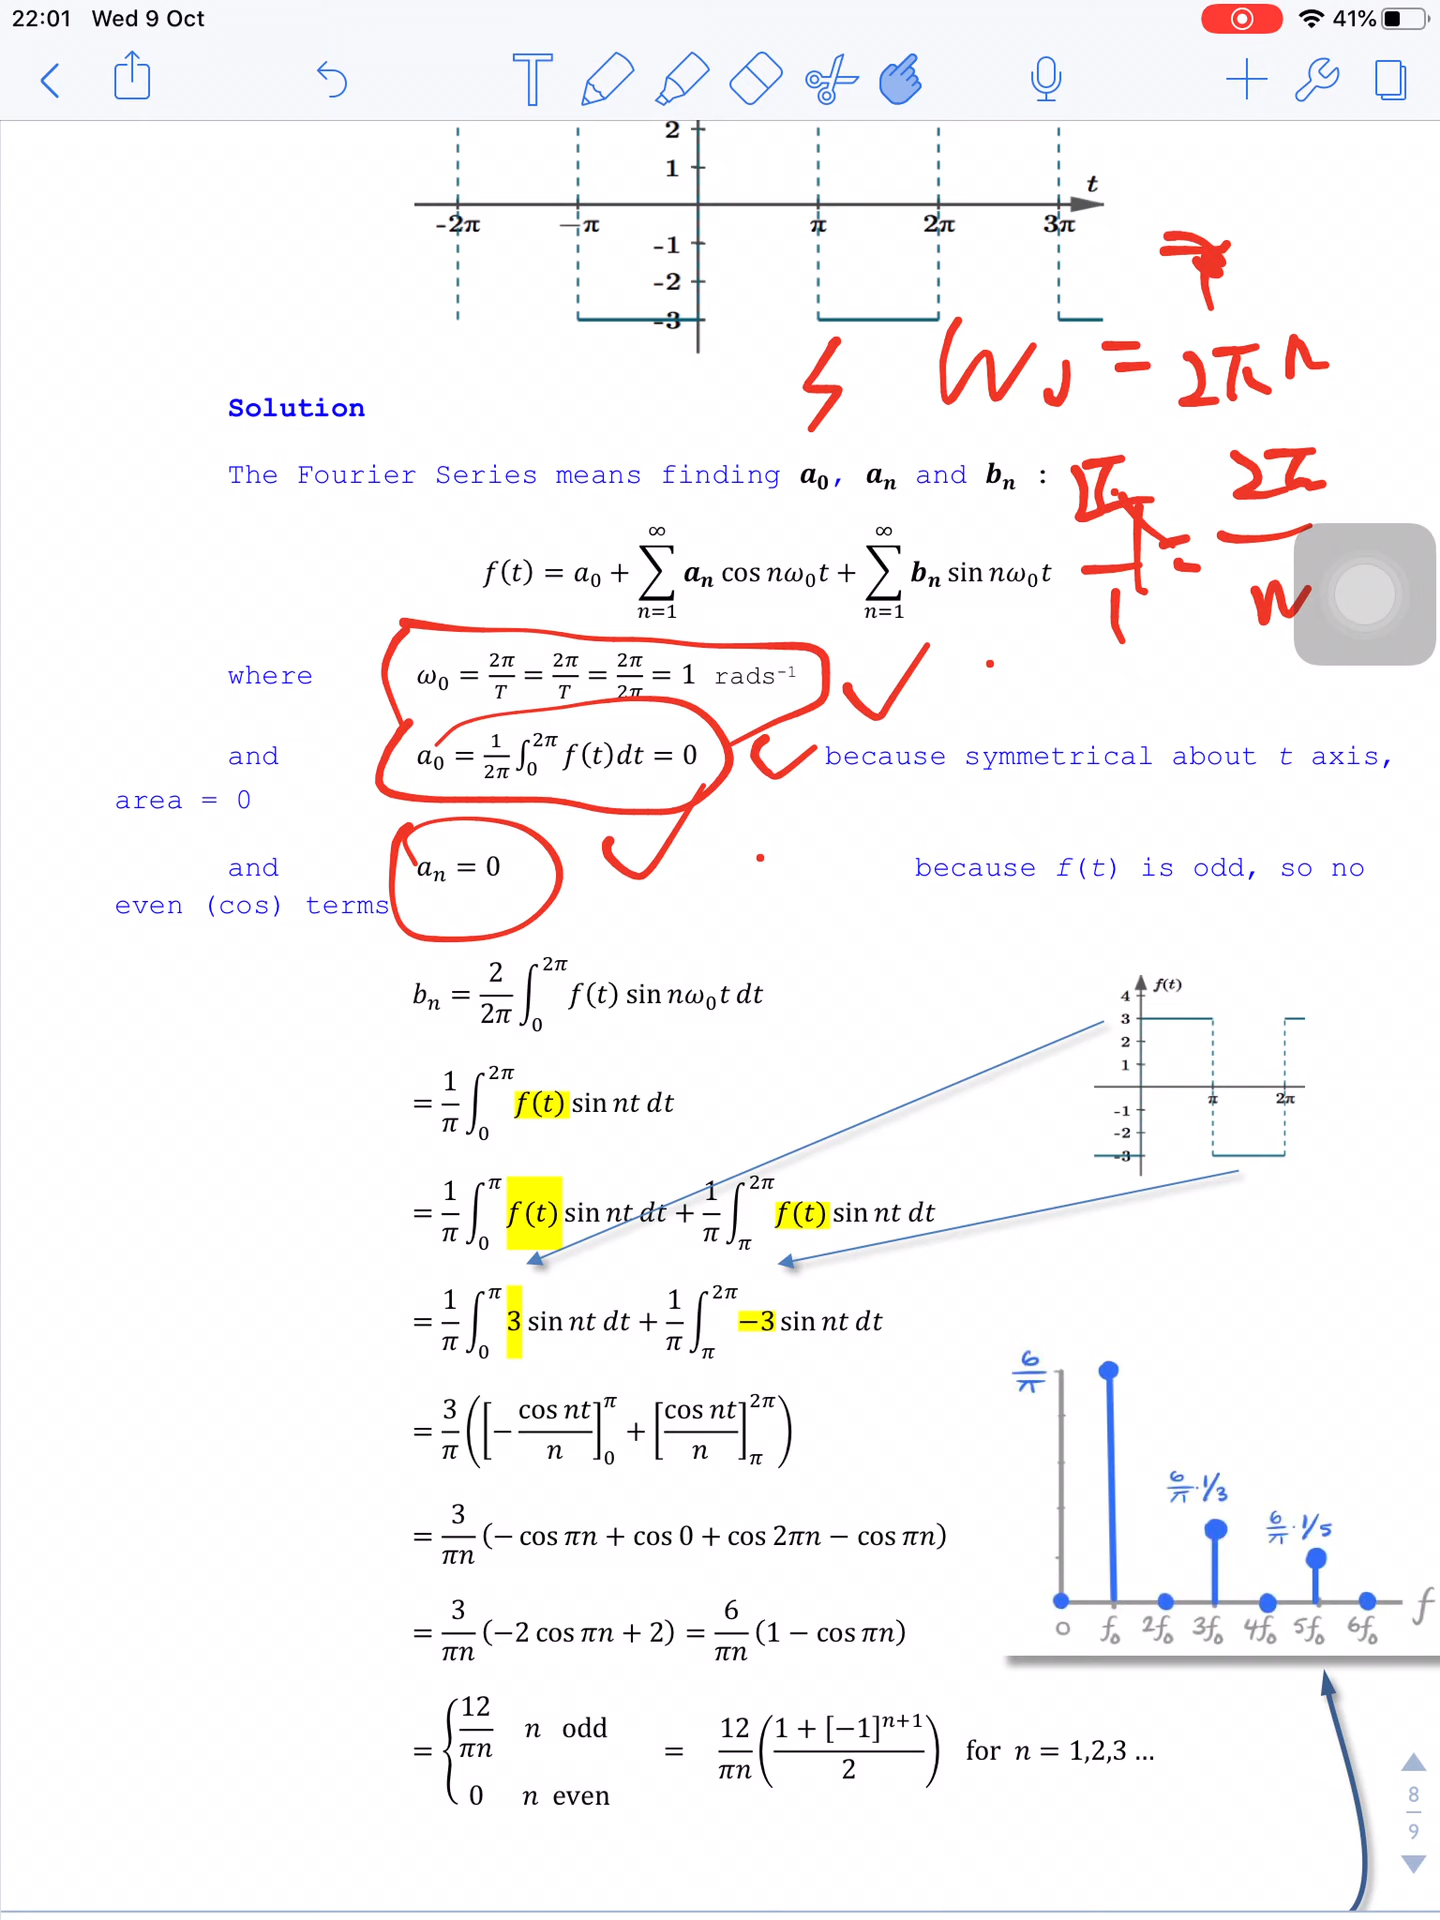 22:01 Wed 9 Oct 41%
T
2
1
t
-2π -π π 2π 3π
-1
-2
-3
ω₀ = 2π
Solution
The Fourier Series means finding a₀, aₙ and bₙ :
2π
f(t) = a₀ + ∑_{n=1}^{∞} aₙ cos nω₀t + ∑_{n=1}^{∞} bₙ sin nω₀t
1 = w
where ω₀ = 2π/T = 2π/T = 2π/2π = 1 rads⁻¹
and a₀ = 1/2π ∫₀^{2π} f(t)dt = 0 because symmetrical about t axis,
area = 0
and aₙ = 0 because f(t) is odd, so no
even (cos) terms
bₙ = 2/2π ∫₀^{2π} f(t) sin nω₀t dt
f(t)
4
3
2
1
π 2π
-1
-2
-3
= 1/π ∫₀^{2π} f(t) sin nt dt
= 1/π ∫₀^{π} f(t) sin nt dt + 1/π ∫_{π}^{2π} f(t) sin nt dt
= 1/π ∫₀^{π} 3 sin nt dt + 1/π ∫_{π}^{2π} −3 sin nt dt
= 3/π ([− cos nt/n]₀^{π} + [cos nt/n]_{π}^{2π})
= 3/πn (− cos πn + cos 0 + cos 2πn − cos πn)
= 3/πn (−2 cos πn + 2) = 6/πn (1 − cos πn)
6/π
6/π · 1/3
6/π · 1/5
0 f₀ 2f₀ 3f₀ 4f₀ 5f₀ 6f₀ f
= { 12/πn n odd
0 n even = 12/πn (1 + [−1]^{n+1}/2) for n = 1,2,3 …
8
9